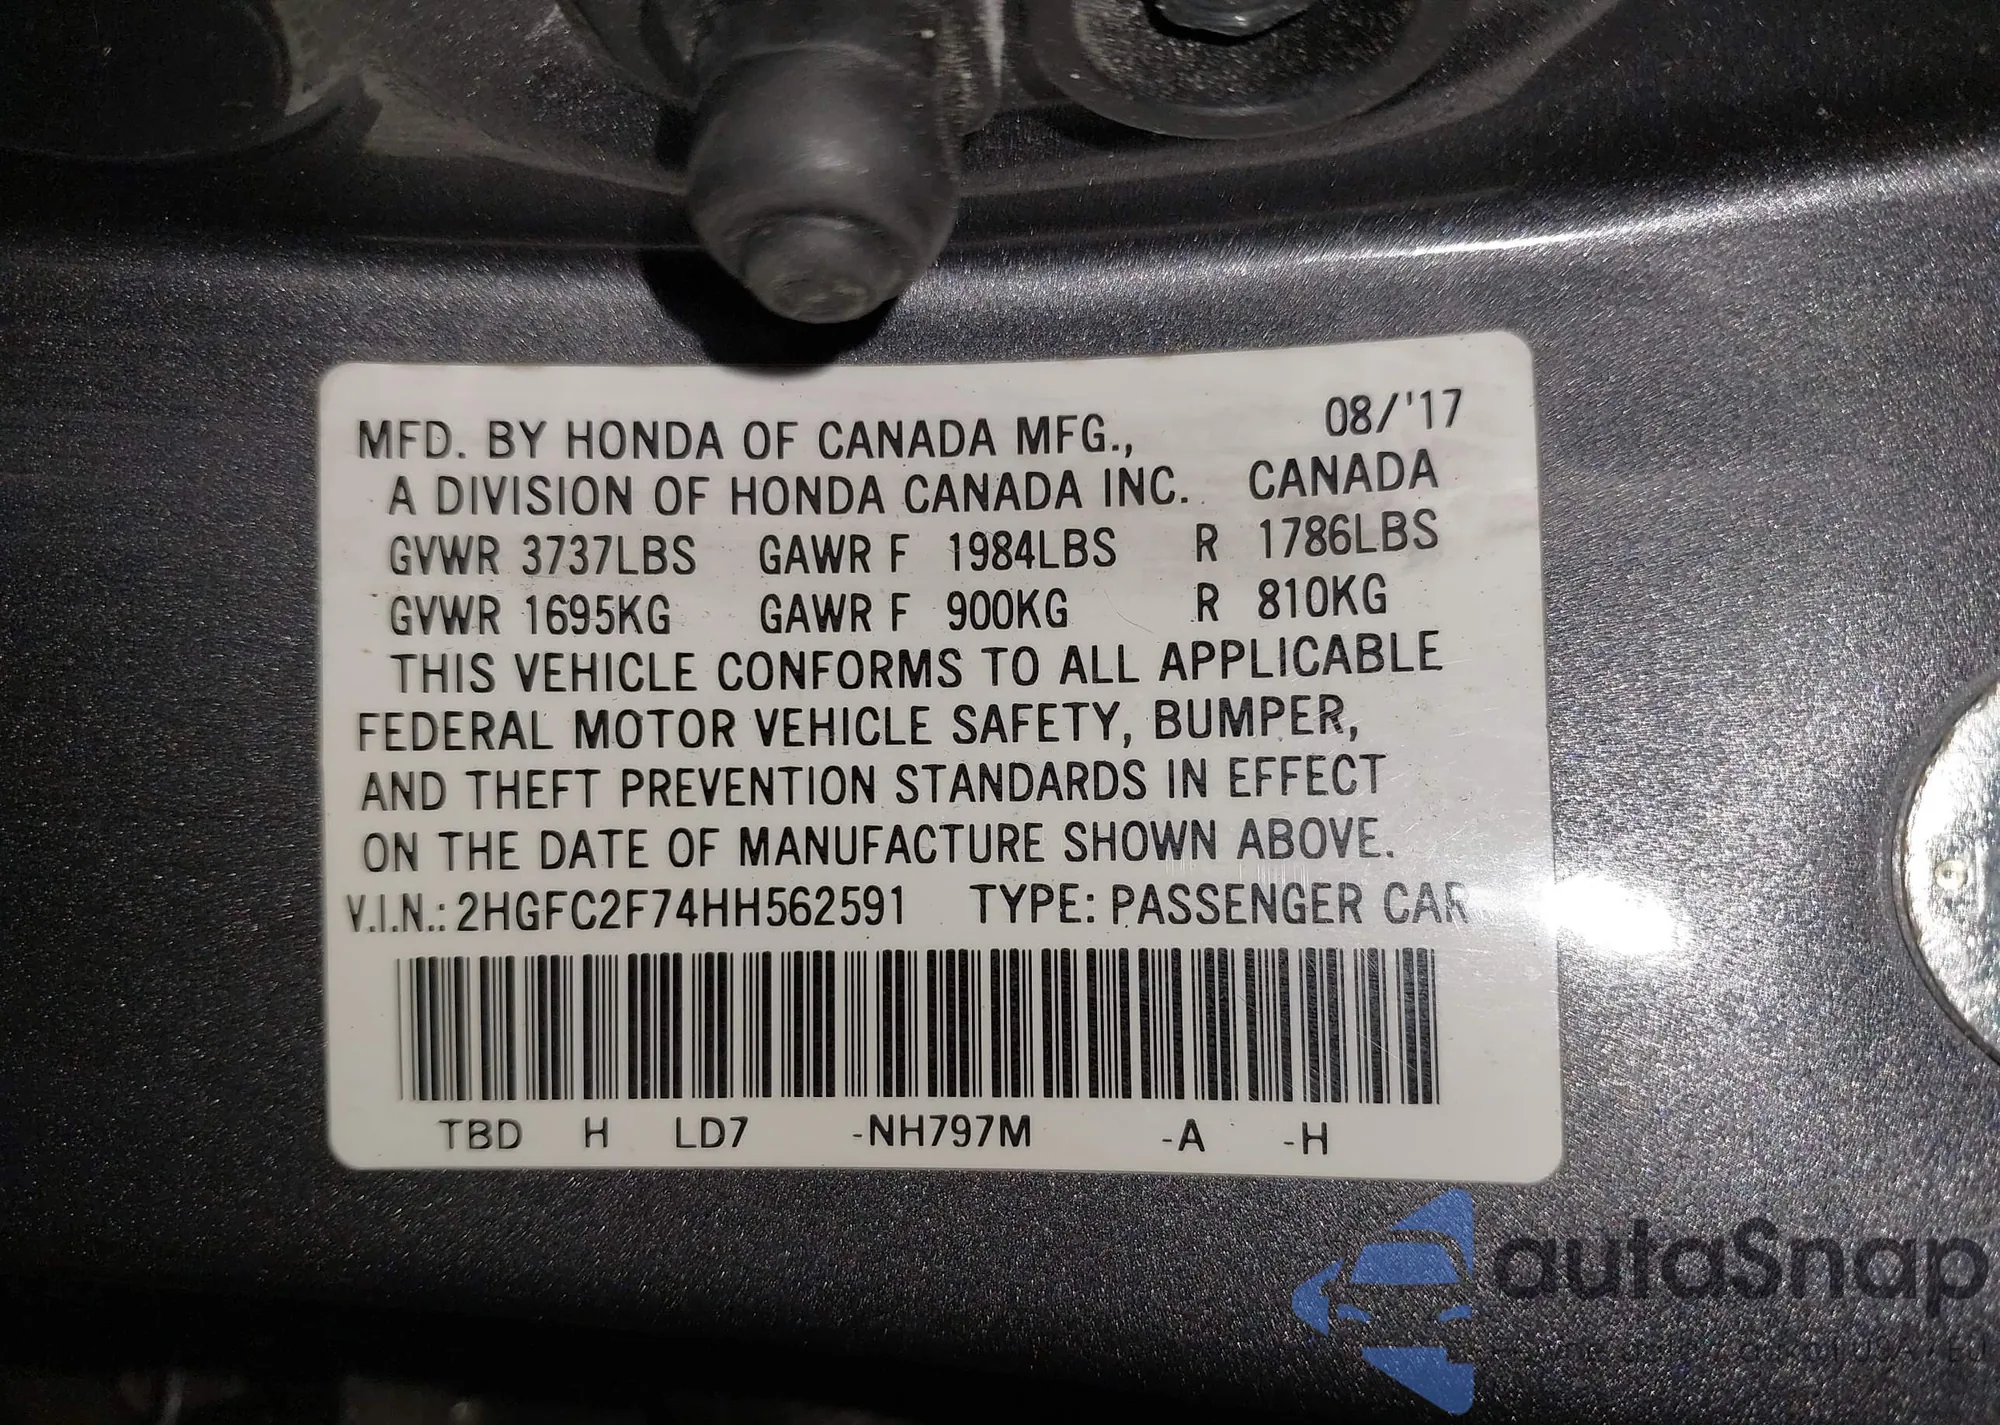 MFD. BY HONDA OF CANADA MFG., 08/'17
A DIVISION OF HONDA CANADA INC. CANADA
GVWR 3737LBS GAWR F 1984LBS R 1786LBS
GVWR 1695KG GAWR F 900KG R 810KG
THIS VEHICLE CONFORMS TO ALL APPLICABLE
FEDERAL MOTOR VEHICLE SAFETY, BUMPER,
AND THEFT PREVENTION STANDARDS IN EFFECT
ON THE DATE OF MANUFACTURE SHOWN ABOVE.
V.I.N.: 2HGFC2F74HH562591 TYPE: PASSENGER CAR
TBD H LD7 -NH797M -A -H
autoSnap